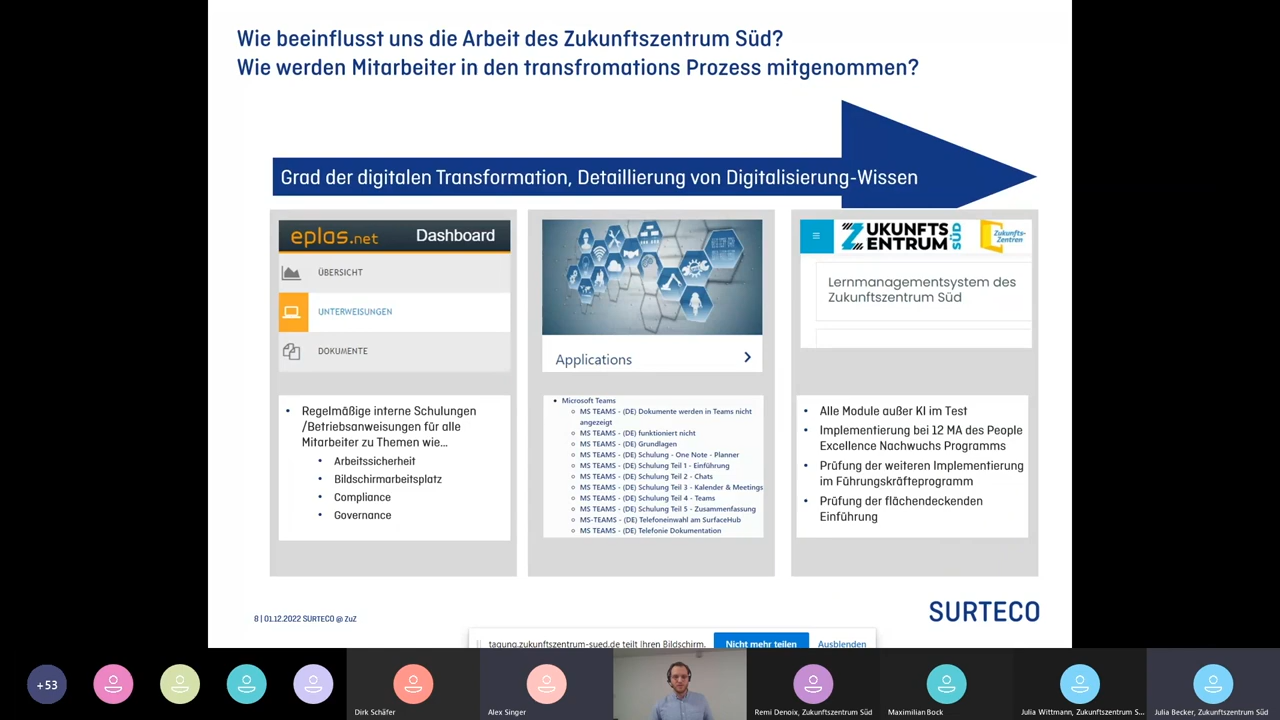 Wie beeinflusst uns die Arbeit des Zukunftszentrum Süd?
Wie werden Mitarbeiter in den transfromations Prozess mitgenommen?
Grad der digitalen Transformation, Detaillierung von Digitalisierung-Wissen
eplas.net Dashboard
ÜBERSICHT
UNTERWEISUNGEN
DOKUMENTE
• Regelmäßige interne Schulungen
/Betriebsanweisungen für alle
Mitarbeiter zu Themen wie...
• Arbeitssicherheit
• Bildschirmarbeitsplatz
• Compliance
• Governance
Applications
• Microsoft Teams
MS TEAMS - (DE) Dokumente werden in Teams nicht
angezeigt
MS TEAMS - (DE) funktioniert nicht
MS TEAMS - (DE) Grundlagen
MS TEAMS - (DE) Schulung - One Note - Planner
MS TEAMS - (DE) Schulung Teil 1 - Einführung
MS TEAMS - (DE) Schulung Teil 2 - Chats
MS TEAMS - (DE) Schulung Teil 3 - Kalender & Meetings
MS TEAMS - (DE) Schulung Teil 4 - Teams
MS TEAMS - (DE) Schulung Teil 5 - Zusammenfassung
MS-TEAMS - (DE) Telefoneinwahl am SurfaceHub
MS TEAMS - (DE) Telefonie Dokumentation
ZUKUNFTS
ZENTRUM SÜD
Zukunfts-
Zentren
Lernmanagementsystem des
Zukunftszentrum Süd
• Alle Module außer KI im Test
• Implementierung bei 12 MA des People
Excellence Nachwuchs Programms
• Prüfung der weiteren Implementierung
im Führungskräfteprogramm
• Prüfung der flächendeckenden
Einführung
8 | 01.12.2022 SURTECO @ ZuZ
SURTECO
tagung.zukunftszentrum-sued.de teilt Ihren Bildschirm.
Nicht mehr teilen
Ausblenden
+53
Dirk Schäfer
Alex Singer
Remi Denoix, Zukunftszentrum Süd
Maximilian Bock
Julia Wittmann, Zukunftszentrum S...
Julia Becker, Zukunftszentrum Süd